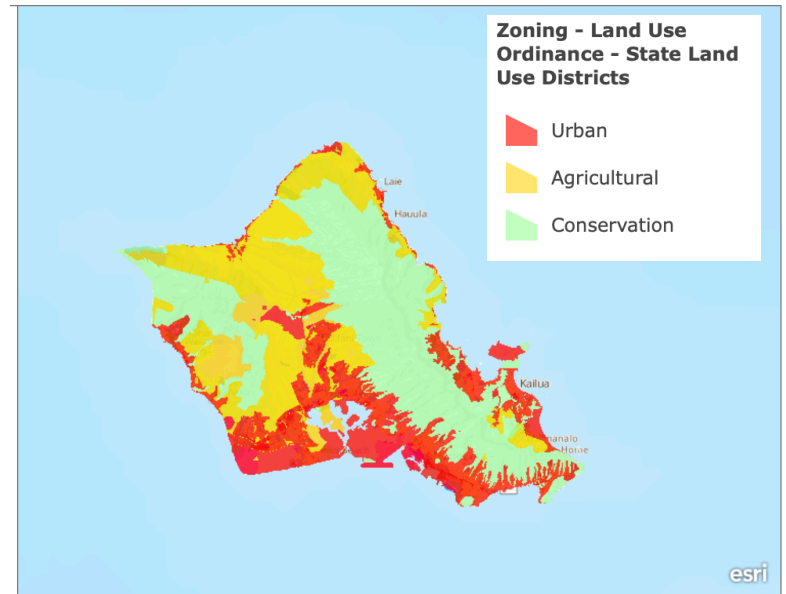 Zoning - Land Use
Ordinance - State Land
Use Districts
Urban
Agricultural
Conservation
Laie
Hauula
Kailua
Home
esri